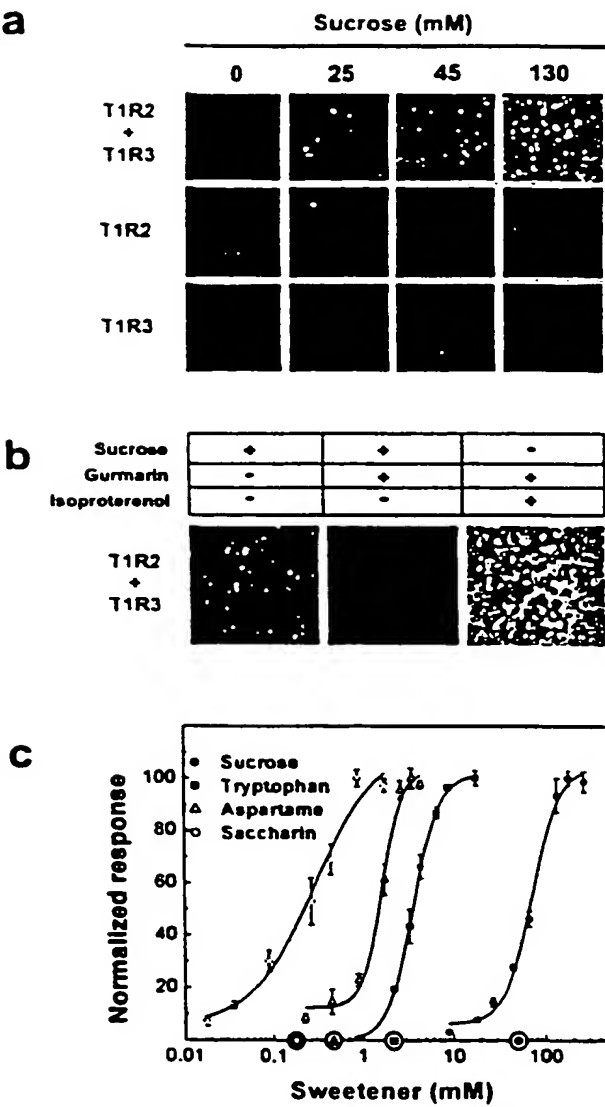 a
Sucrose (mM)
0 25 45 130
T1R2
+
T1R3
T1R2
T1R3
b
Sucrose + + -
Gurmarin - + +
Isoproterenol - - +
T1R2
+
T1R3
c
Normalized response
100
80
60
40
20
Sucrose
Tryptophan
Aspartame
Saccharin
0.01 0.1 1 10 100
Sweetener (mM)